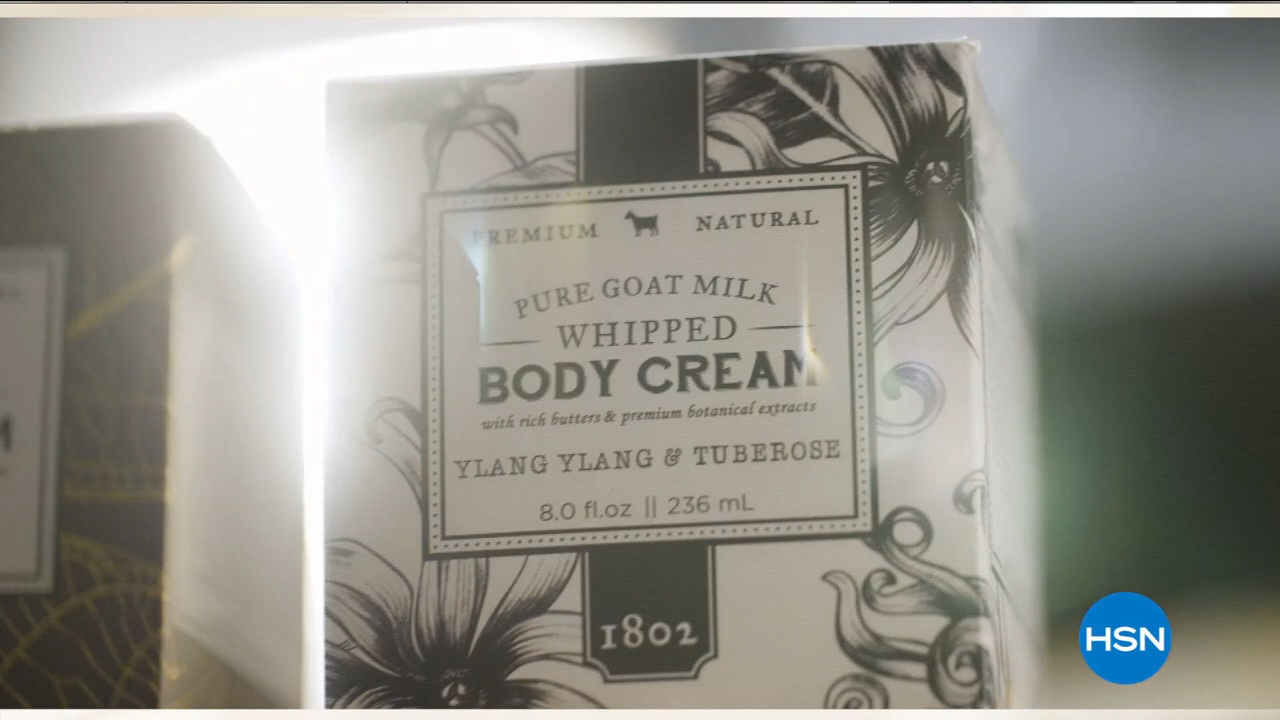 PREMIUM NATURAL
PURE GOAT MILK
WHIPPED
BODY CREAM
with rich butters & premium botanical extracts
YLANG YLANG & TUBEROSE
8.0 fl.oz || 236 mL
1802
HSN